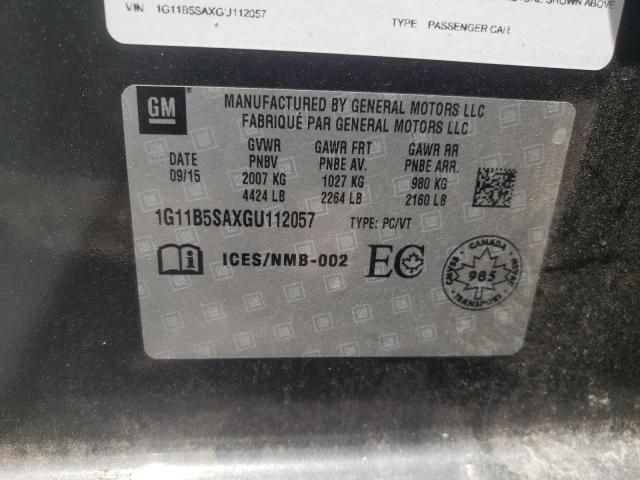 SHOWN ABOVE
VIN 1G11B5SAXGU112057 TYPE PASSENGER CAR
GM MANUFACTURED BY GENERAL MOTORS LLC
FABRIQUÉ PAR GENERAL MOTORS LLC
GVWR GAWR FRT GAWR RR
DATE PNBV PNBE AV. PNBE ARR.
09/15 2007 KG 1027 KG 980 KG
4424 LB 2264 LB 2160 LB
1G11B5SAXGU112057 TYPE: PC/VT
ICES/NMB-002 EC
CANADA
985
TRANSPORT